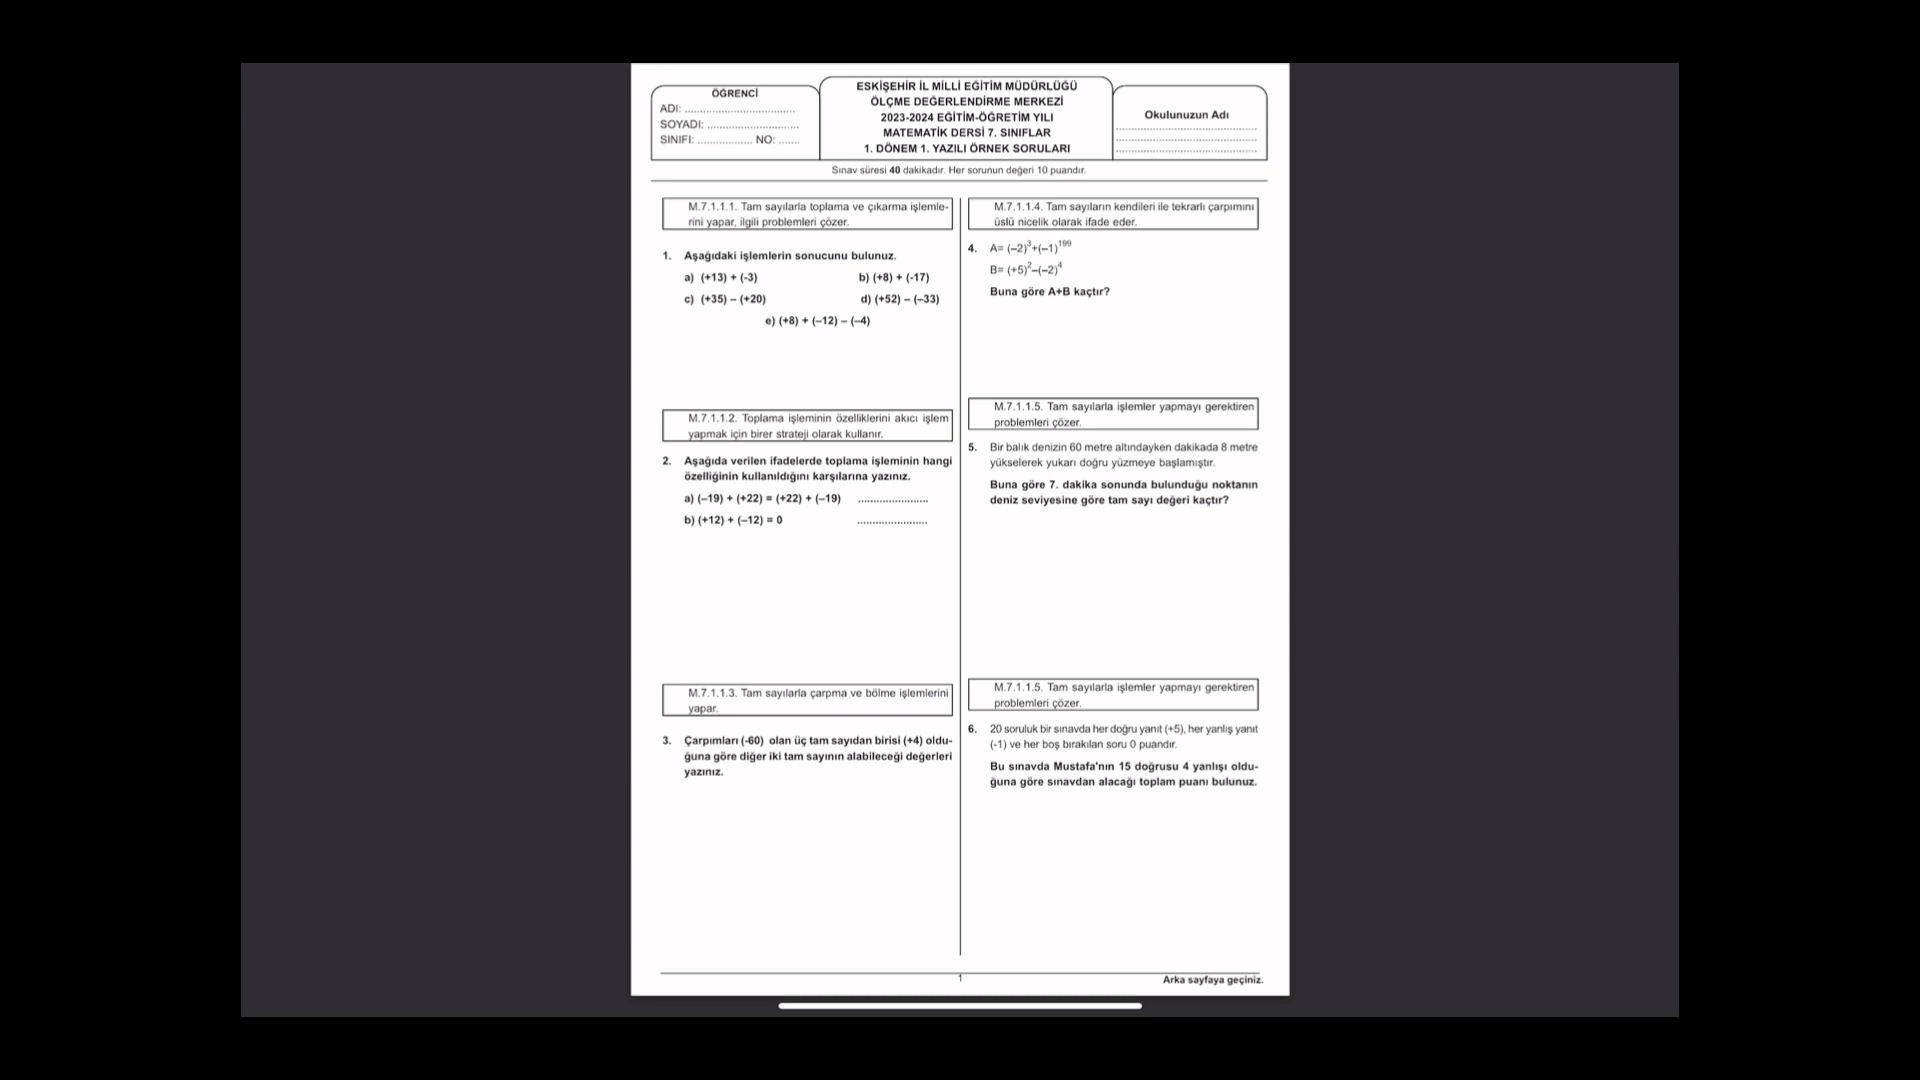 ÖĞRENCİ
ADI: ....................................
SOYADI: ..............................
SINIFI: .................. NO: .......
ESKİŞEHİR İL MİLLİ EĞİTİM MÜDÜRLÜĞÜ
ÖLÇME DEĞERLENDİRME MERKEZİ
2023-2024 EĞİTİM-ÖĞRETİM YILI
MATEMATİK DERSİ 7. SINIFLAR
1. DÖNEM 1. YAZILI ÖRNEK SORULARI
Okulunuzun Adı
Sınav süresi 40 dakikadır. Her sorunun değeri 10 puandır.
M.7.1.1.1. Tam sayılarla toplama ve çıkarma işlemle-
rini yapar, ilgili problemleri çözer.
1. Aşağıdaki işlemlerin sonucunu bulunuz.
a) (+13) + (-3) b) (+8) + (-17)
c) (+35) – (+20) d) (+52) – (–33)
e) (+8) + (–12) – (–4)
M.7.1.1.2. Toplama işleminin özelliklerini akıcı işlem
yapmak için birer strateji olarak kullanır.
2. Aşağıda verilen ifadelerde toplama işleminin hangi
özelliğinin kullanıldığını karşılarına yazınız.
a) (–19) + (+22) = (+22) + (–19) .......................
b) (+12) + (–12) = 0 .......................
M.7.1.1.3. Tam sayılarla çarpma ve bölme işlemlerini
yapar.
3. Çarpımları (-60) olan üç tam sayıdan birisi (+4) oldu-
ğuna göre diğer iki tam sayının alabileceği değerleri
yazınız.
M.7.1.1.4. Tam sayıların kendileri ile tekrarlı çarpımını
üslü nicelik olarak ifade eder.
4. A= (–2)³+(–1)¹⁹⁹
B= (+5)²–(–2)⁴
Buna göre A+B kaçtır?
M.7.1.1.5. Tam sayılarla işlemler yapmayı gerektiren
problemleri çözer.
5. Bir balık denizin 60 metre altındayken dakikada 8 metre
yükselerek yukarı doğru yüzmeye başlamıştır.
Buna göre 7. dakika sonunda bulunduğu noktanın
deniz seviyesine göre tam sayı değeri kaçtır?
M.7.1.1.5. Tam sayılarla işlemler yapmayı gerektiren
problemleri çözer.
6. 20 soruluk bir sınavda her doğru yanıt (+5), her yanlış yanıt
(-1) ve her boş bırakılan soru 0 puandır.
Bu sınavda Mustafa'nın 15 doğrusu 4 yanlışı oldu-
ğuna göre sınavdan alacağı toplam puanı bulunuz.
1
Arka sayfaya geçiniz.